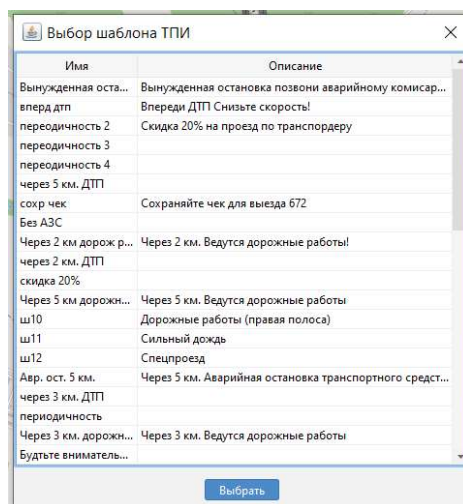 Выбор шаблона ТПИ
Имя Описание
Вынужденная оста... Вынужденная остановка позвони аварийному комисар...
вперд дтп Впереди ДТП Снизьте скорость!
переодичность 2 Скидка 20% на проезд по транспордеру
переодичность 3
переодичность 4
через 5 км. ДТП
сохр чек Сохраняйте чек для выезда 672
Без АЗС
Через 2 км дорож р... Через 2 км. Ведутся дорожные работы!
через 2 км. ДТП
скидка 20%
Через 5 км дорожн... Через 5 км. Ведутся дорожные работы
ш10 Дорожные работы (правая полоса)
ш11 Сильный дождь
ш12 Спецпроезд
Авр. ост. 5 км. Через 5 км. Аварийная остановка транспортного средст...
через 3 км. ДТП
периодичность
Через 3 км. дорожн... Через 3 км. Ведутся дорожные работы
Будтьте вниматель...
Выбрать